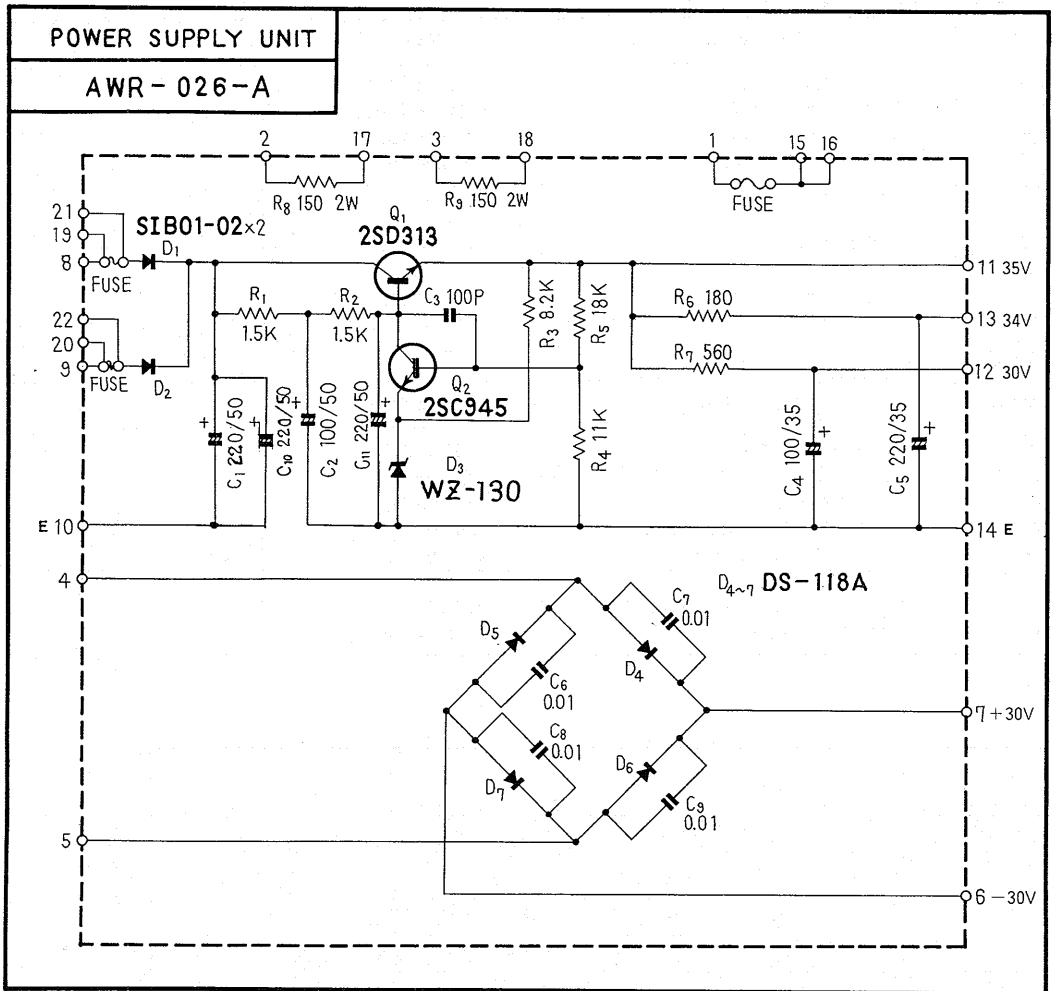 POWER SUPPLY UNIT
AWR-026-A
2
17
3
18
1
15
16
R8 150 2W
R9 150 2W
FUSE
21
19
8
FUSE
SIB01-02×2
D1
Q1
2SD313
11 35V
22
20
9
FUSE
D2
R1
1.5K
R2
1.5K
C3 100P
R3 8.2K
R5 18K
R6 180
13 34V
R7 560
12 30V
Q2
2SC945
+
C1 220/50
+
C10 220/50
+
C2 100/50
+
C11 220/50
D3
WZ-130
R4 11K
+
C4 100/35
+
C5 220/35
E 10
14 E
4
D4~7 DS-118A
D5
C6
0.01
C7
0.01
D4
7 +30V
C8
0.01
D7
D6
C9
0.01
5
6 -30V